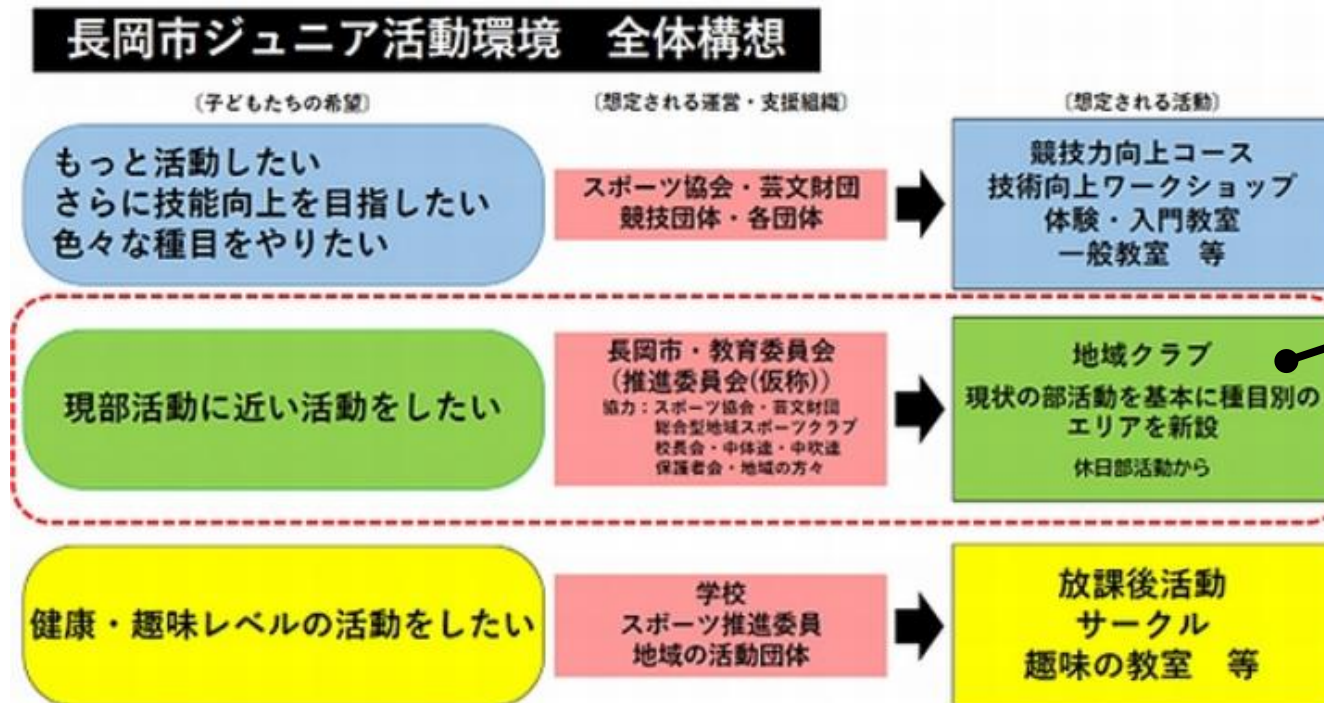 長岡市ジュニア活動環境　全体構想
〔子どもたちの希望〕
〔想定される運営・支援組織〕
〔想定される活動〕
もっと活動したい
さらに技能向上を目指したい
色々な種目をやりたい
スポーツ協会・芸文財団
競技団体・各団体
競技力向上コース
技術向上ワークショップ
体験・入門教室
一般教室　等
現部活動に近い活動をしたい
長岡市・教育委員会
(推進委員会(仮称))
協力：スポーツ協会・芸文財団
総合型地域スポーツクラブ
校長会・中体連・中吹連
保護者会・地域の方々
地域クラブ
現状の部活動を基本に種目別の
エリアを新設
休日部活動から
健康・趣味レベルの活動をしたい
学校
スポーツ推進委員
地域の活動団体
放課後活動
サークル
趣味の教室　等